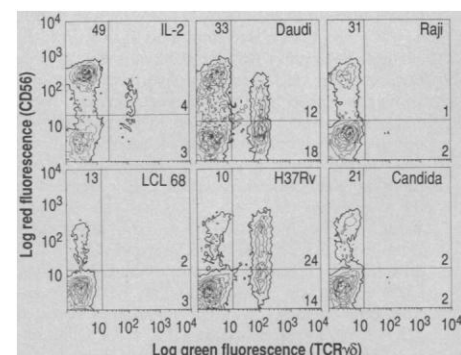 Log red fluorescence (CD56)
10⁴
10³
10²
10
49 IL-2
4
3
33 Daudi
12
18
31 Raji
1
2
10⁴
10³
10²
10
13 LCL 68
2
3
10 H37Rv
24
14
21 Candida
2
2
10 10² 10³ 10⁴
10 10² 10³ 10⁴
10 10² 10³ 10⁴
Log green fluorescence (TCRγδ)